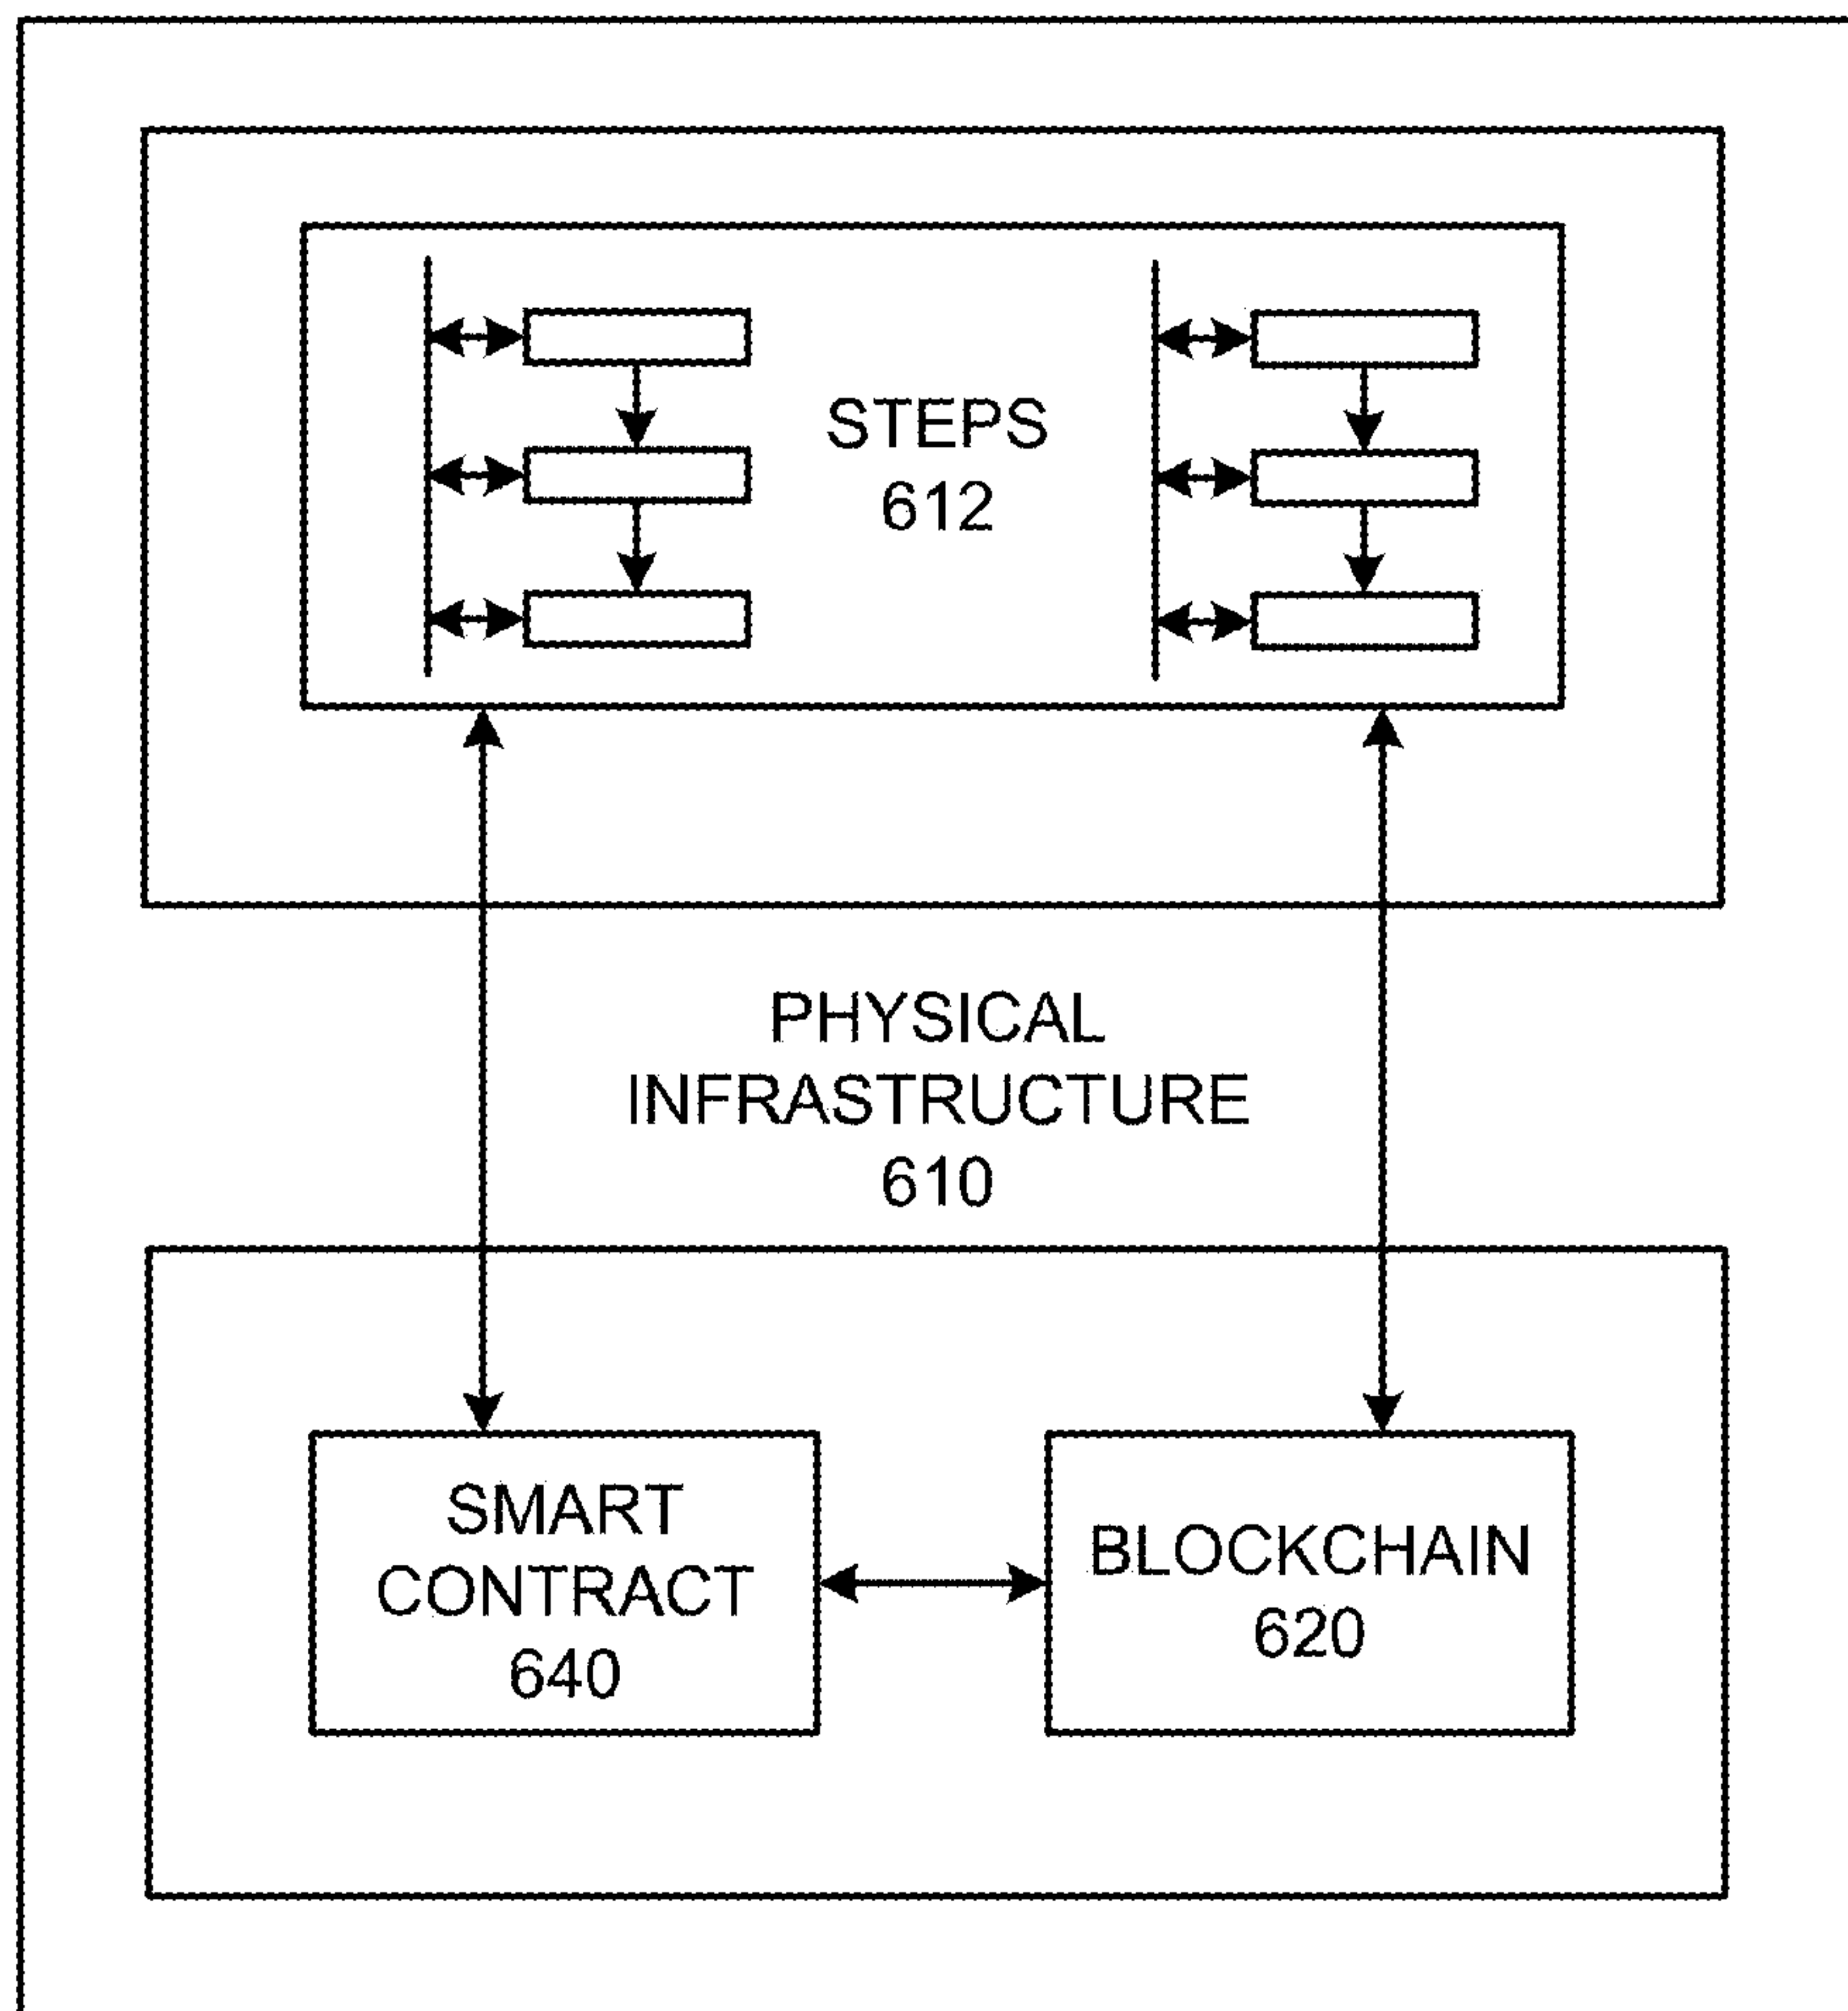 STEPS
612
PHYSICAL
INFRASTRUCTURE
610
SMART
CONTRACT
640
BLOCKCHAIN
620